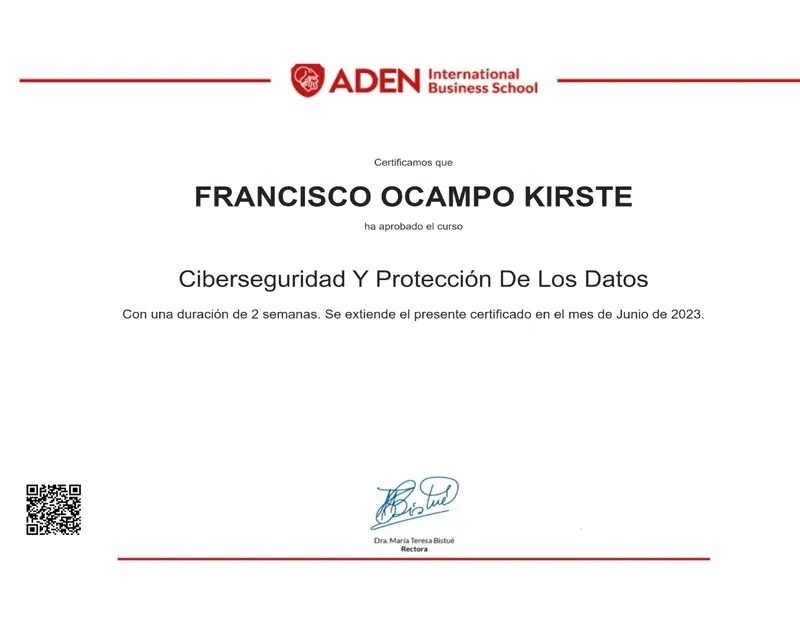 ADEN International
Business School
Certificamos que
FRANCISCO OCAMPO KIRSTE
ha aprobado el curso
Ciberseguridad Y Protección De Los Datos
Con una duración de 2 semanas. Se extiende el presente certificado en el mes de Junio de 2023.
Bistué
Dra. María Teresa Bistué
Rectora